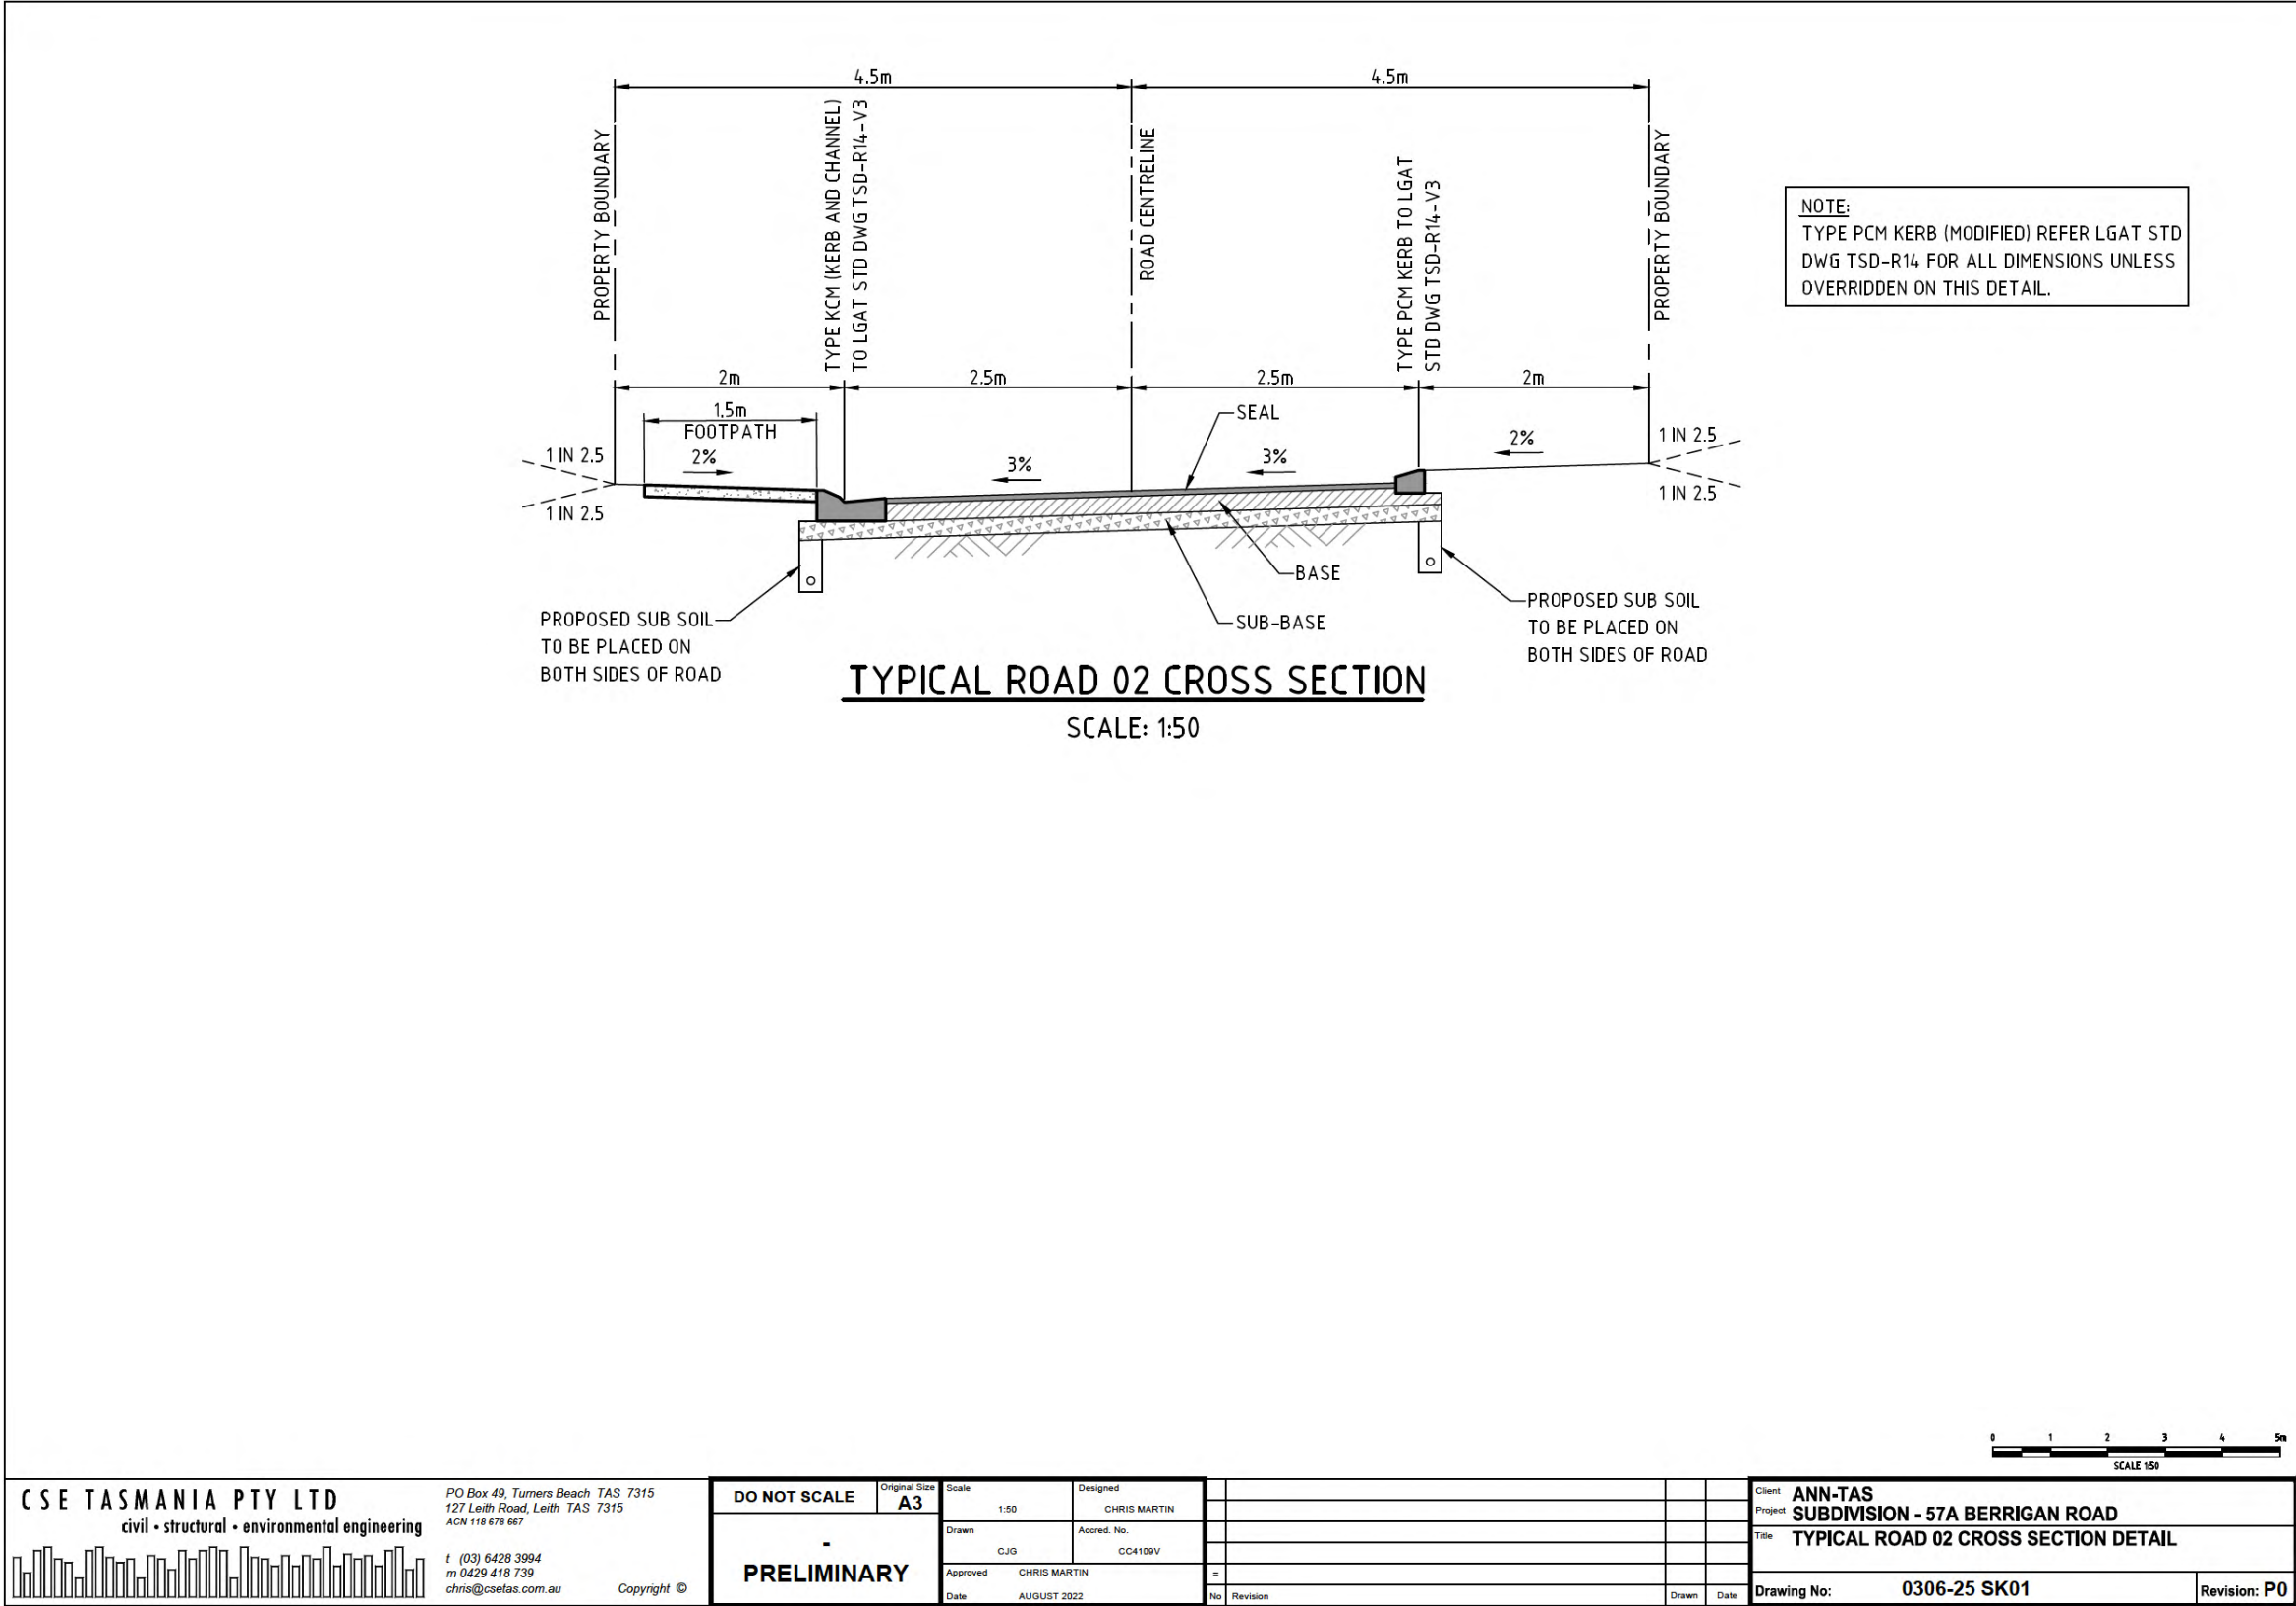 4.5m
4.5m
PROPERTY BOUNDARY
TYPE KCM (KERB AND CHANNEL)
TO LGAT STD DWG TSD-R14-V3
ROAD CENTRELINE
TYPE PCM KERB TO LGAT
STD DWG TSD-R14-V3
PROPERTY BOUNDARY
NOTE:
TYPE PCM KERB (MODIFIED) REFER LGAT STD
DWG TSD-R14 FOR ALL DIMENSIONS UNLESS
OVERRIDDEN ON THIS DETAIL.
2m
2.5m
2.5m
2m
1.5m
FOOTPATH
SEAL
1 IN 2.5
2%
3%
3%
2%
1 IN 2.5
1 IN 2.5
1 IN 2.5
BASE
SUB-BASE
PROPOSED SUB SOIL
TO BE PLACED ON
BOTH SIDES OF ROAD
PROPOSED SUB SOIL
TO BE PLACED ON
BOTH SIDES OF ROAD
TYPICAL ROAD 02 CROSS SECTION
SCALE: 1:50
0 1 2 3 4 5m
SCALE 1:50
CSE TASMANIA PTY LTD
civil • structural • environmental engineering
PO Box 49, Turners Beach TAS 7315
127 Leith Road, Leith TAS 7315
ACN 118 678 667
t (03) 6428 3994
m 0429 418 739
chris@csetas.com.au
Copyright ©
DO NOT SCALE
Original Size
A3
-
PRELIMINARY
Scale
1:50
Designed
CHRIS MARTIN
Drawn
CJG
Accred. No.
CC4109V
Approved CHRIS MARTIN
Date AUGUST 2022
=
No Revision Drawn Date
Client ANN-TAS
Project SUBDIVISION - 57A BERRIGAN ROAD
Title TYPICAL ROAD 02 CROSS SECTION DETAIL
Drawing No: 0306-25 SK01
Revision: P0